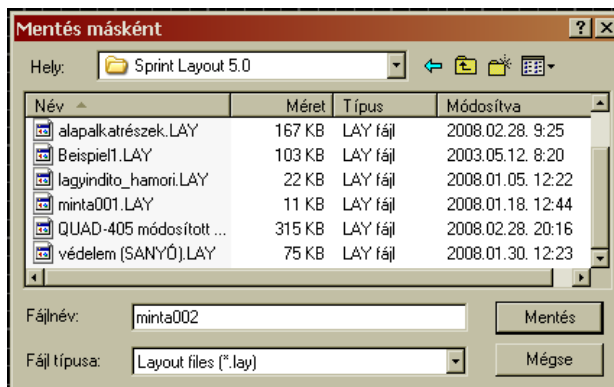 Mentés másként
Hely: Sprint Layout 5.0
Név Méret Típus Módosítva
alapalkatrészek.LAY 167 KB LAY fájl 2008.02.28. 9:25
Beispiel1.LAY 103 KB LAY fájl 2003.05.12. 8:20
lagyindito_hamori.LAY 22 KB LAY fájl 2008.01.05. 12:22
minta001.LAY 11 KB LAY fájl 2008.01.18. 12:44
QUAD-405 módosított ... 315 KB LAY fájl 2008.02.28. 20:16
védelem (SANYÓ).LAY 75 KB LAY fájl 2008.01.30. 12:23
Fájlnév: minta002 Mentés
Fájl típusa: Layout files (*.lay) Mégse